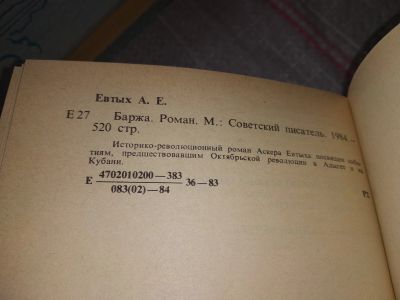 Евтых А. Е.
Е 27 Баржа. Роман. М.: Советский писатель. 1984.—
520 стр.
Историко-революционный роман Аскера Евтыха посвящен собы-
тиям, предшествовавшим Октябрьской революции в Адыгее и на
Кубани.
Е 4702010200—383 36—83
083(02)—84
Р2